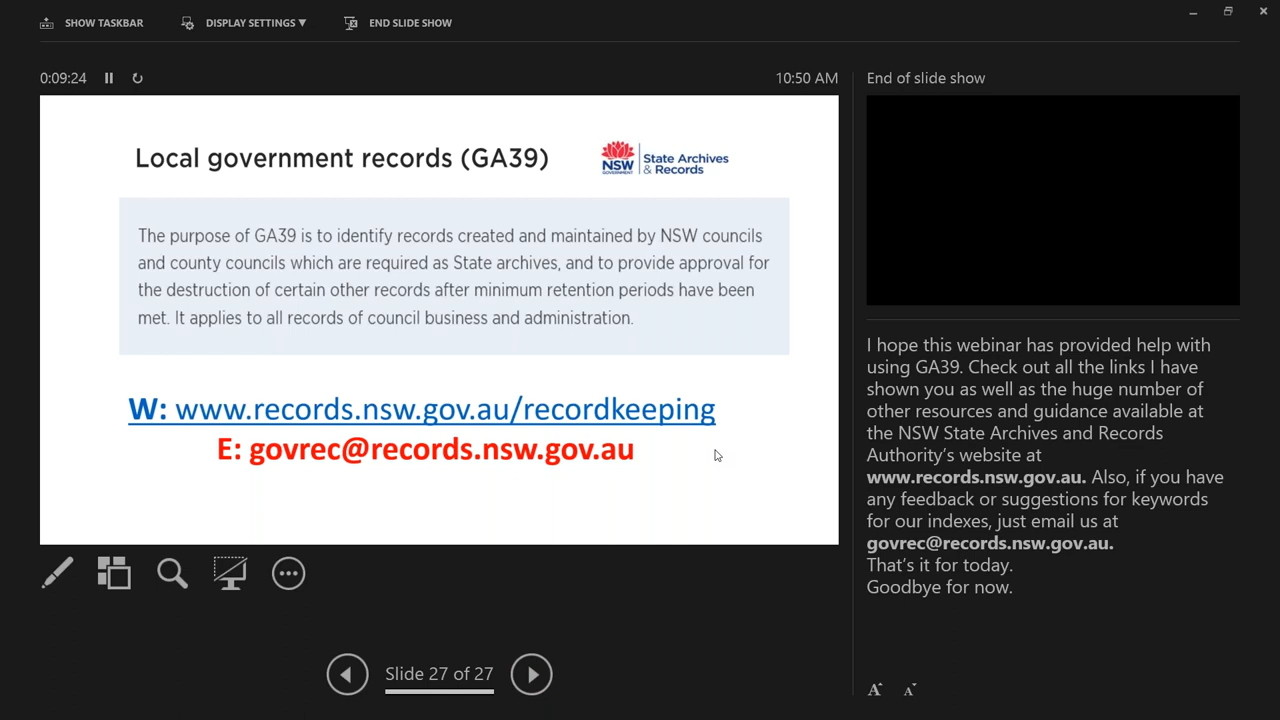 SHOW TASKBAR
DISPLAY SETTINGS ▼
END SLIDE SHOW
0:09:24
10:50 AM
Local government records (GA39)
NSW
GOVERNMENT
State Archives
& Records
The purpose of GA39 is to identify records created and maintained by NSW councils
and county councils which are required as State archives, and to provide approval for
the destruction of certain other records after minimum retention periods have been
met. It applies to all records of council business and administration.
W: www.records.nsw.gov.au/recordkeeping
E: govrec@records.nsw.gov.au
Slide 27 of 27
End of slide show
I hope this webinar has provided help with
using GA39. Check out all the links I have
shown you as well as the huge number of
other resources and guidance available at
the NSW State Archives and Records
Authority's website at
www.records.nsw.gov.au. Also, if you have
any feedback or suggestions for keywords
for our indexes, just email us at
govrec@records.nsw.gov.au.
That's it for today.
Goodbye for now.
A A